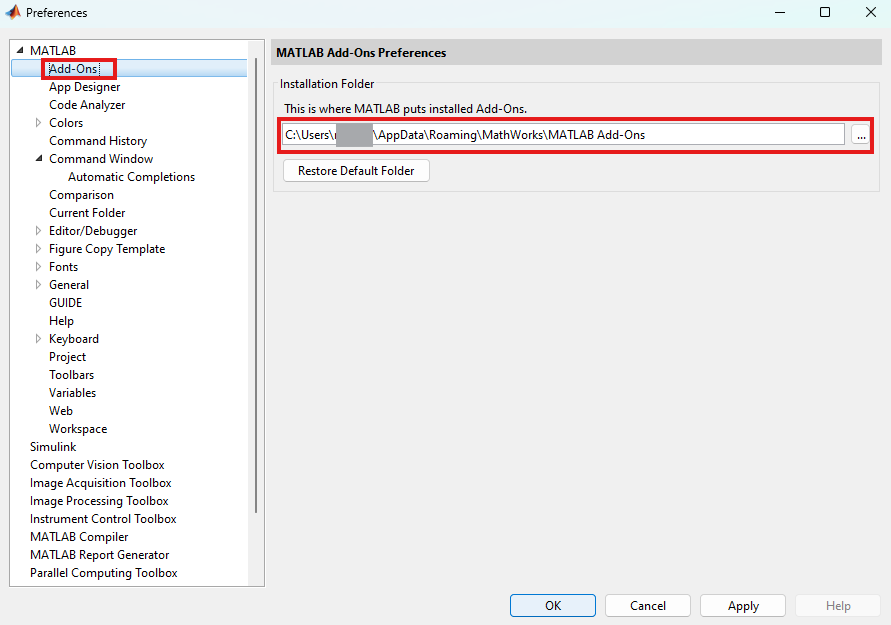 Preferences
MATLAB
Add-Ons
App Designer
Code Analyzer
Colors
Command History
Command Window
Automatic Completions
Comparison
Current Folder
Editor/Debugger
Figure Copy Template
Fonts
General
GUIDE
Help
Keyboard
Project
Toolbars
Variables
Web
Workspace
Simulink
Computer Vision Toolbox
Image Acquisition Toolbox
Image Processing Toolbox
Instrument Control Toolbox
MATLAB Compiler
MATLAB Report Generator
Parallel Computing Toolbox
MATLAB Add-Ons Preferences
Installation Folder
This is where MATLAB puts installed Add-Ons.
C:\Users\ \AppData\Roaming\MathWorks\MATLAB Add-Ons
...
Restore Default Folder
OK
Cancel
Apply
Help